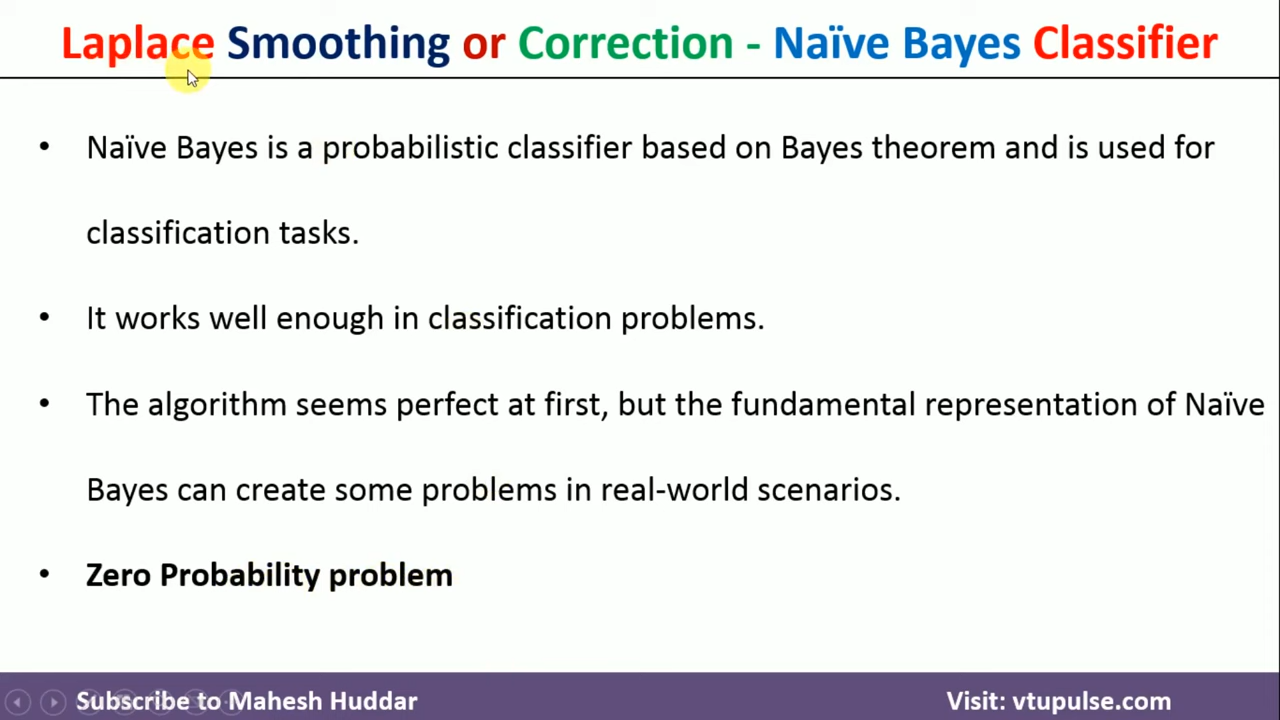 Laplace Smoothing or Correction - Naïve Bayes Classifier
• Naïve Bayes is a probabilistic classifier based on Bayes theorem and is used for
classification tasks.
• It works well enough in classification problems.
• The algorithm seems perfect at first, but the fundamental representation of Naïve
Bayes can create some problems in real-world scenarios.
• Zero Probability problem
Subscribe to Mahesh Huddar
Visit: vtupulse.com